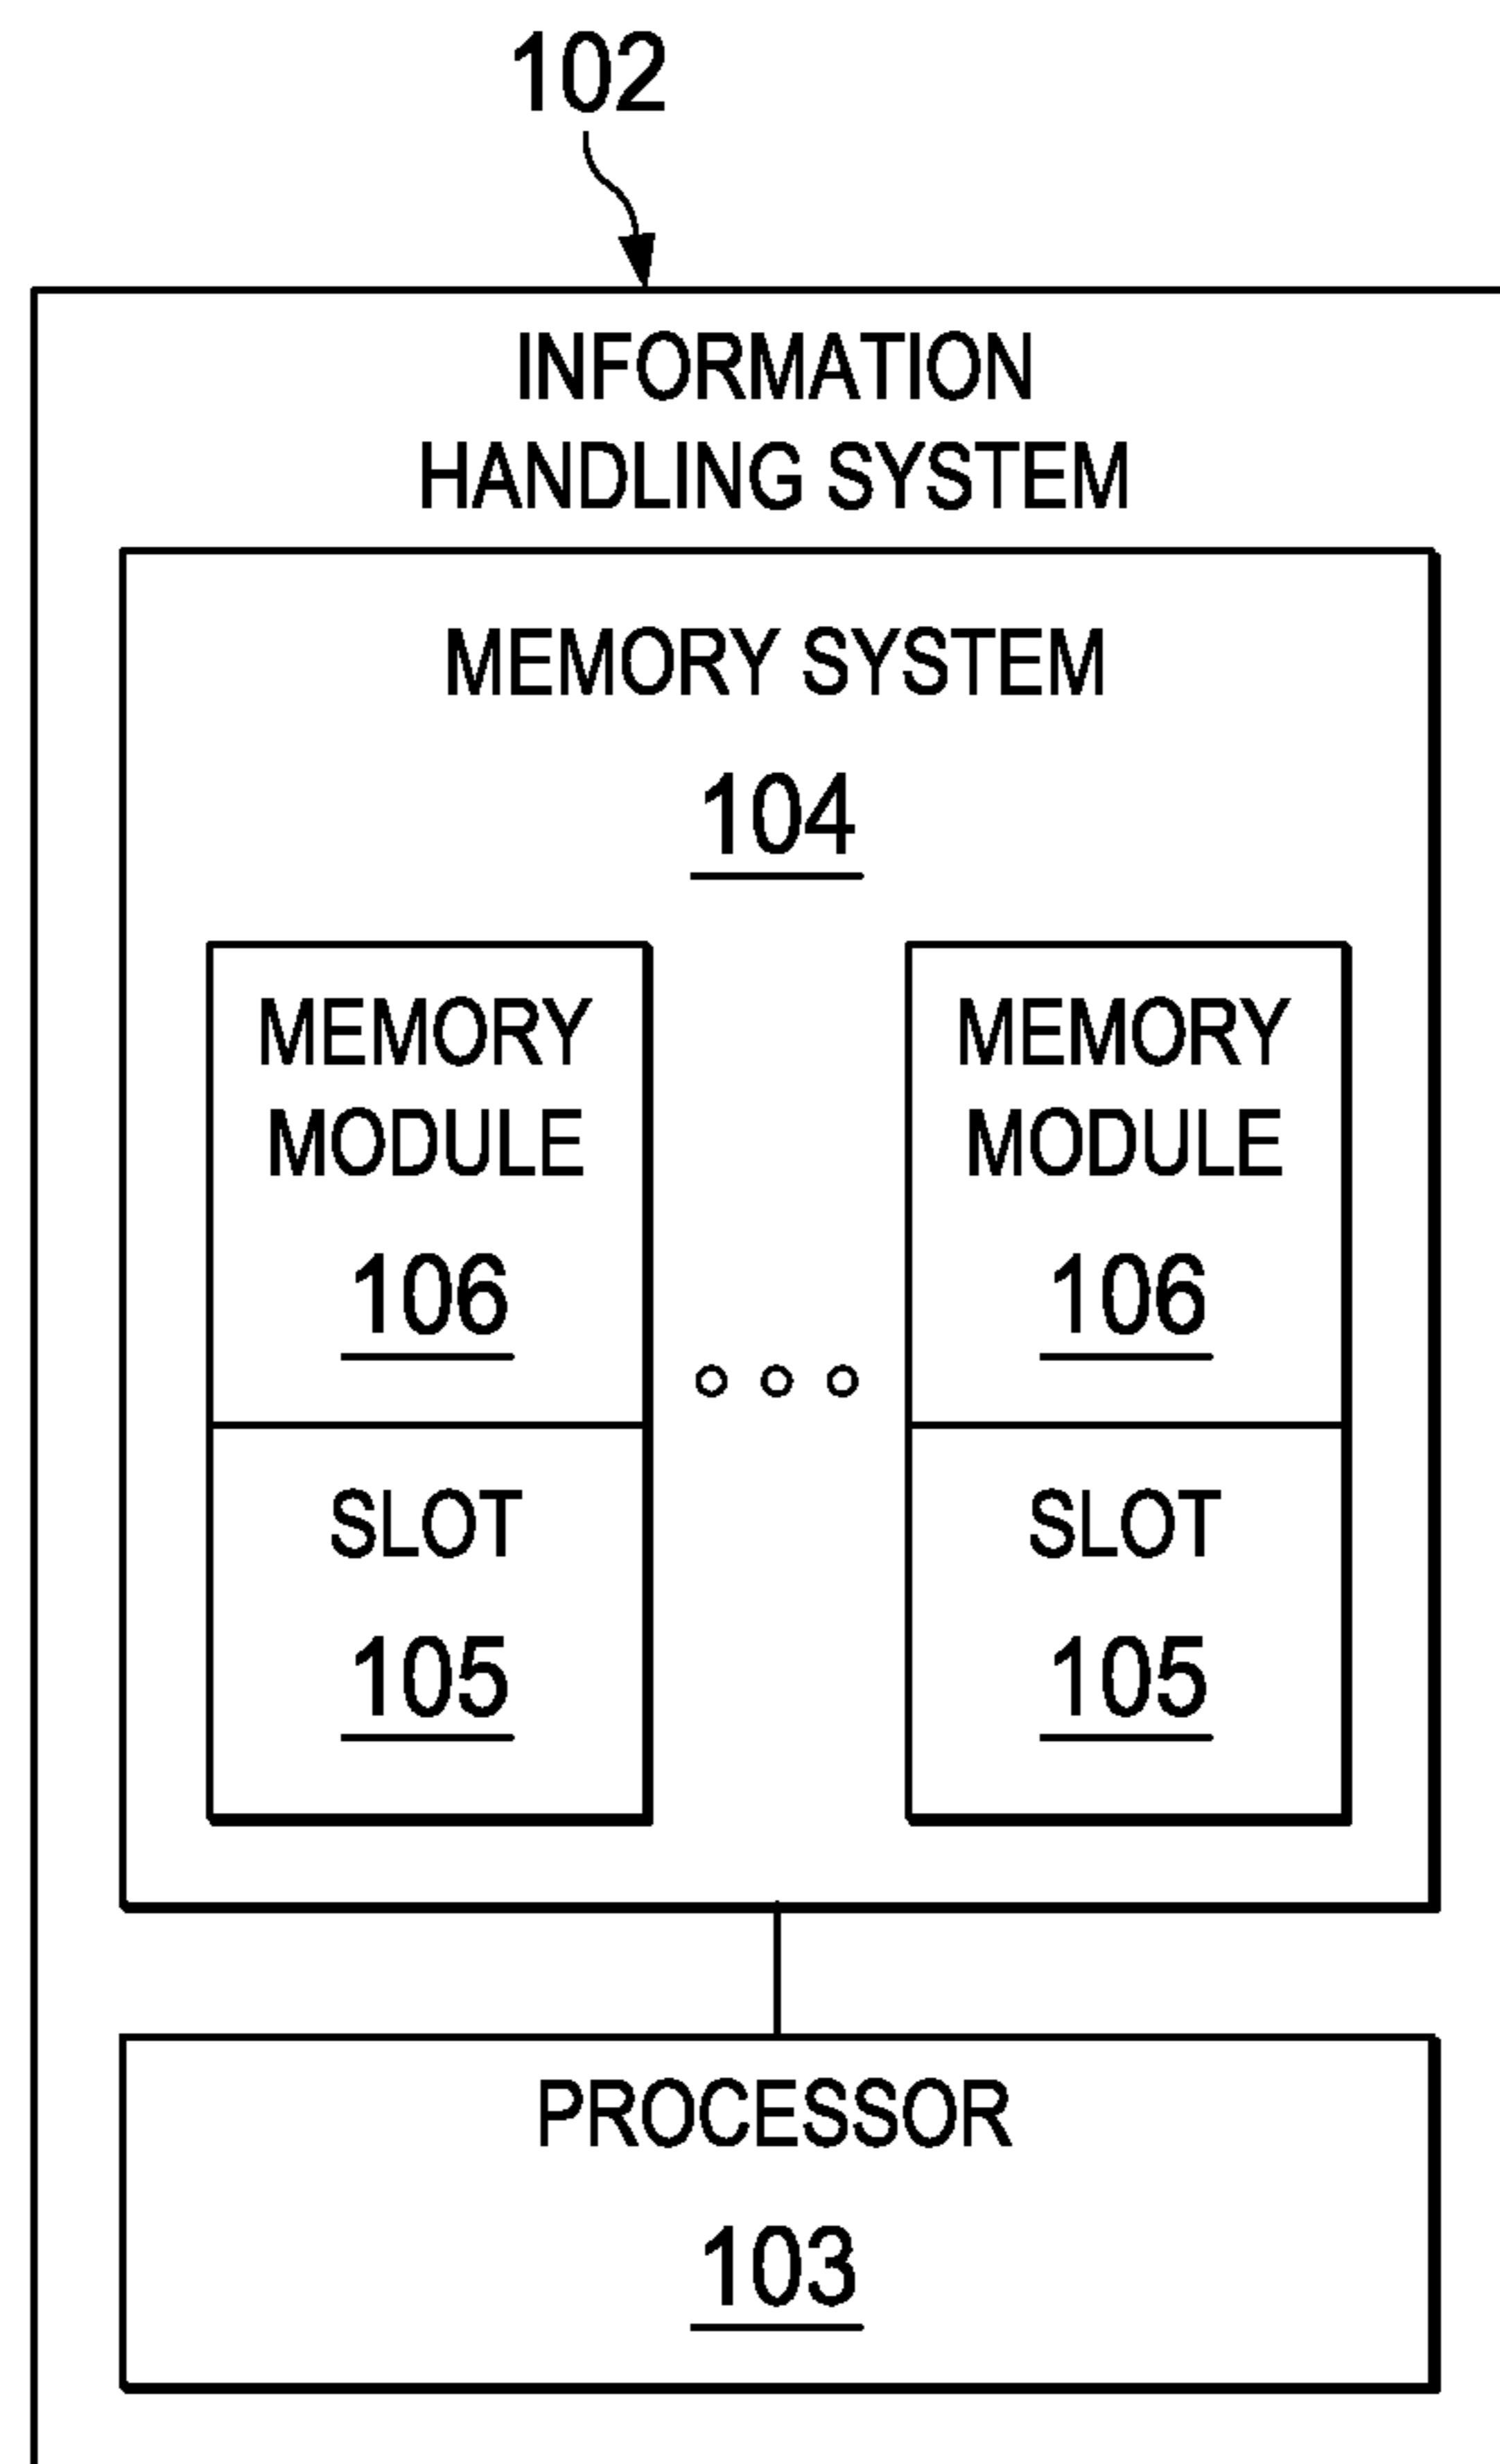 102
INFORMATION
HANDLING SYSTEM
MEMORY SYSTEM
104
MEMORY
MODULE
106
SLOT
105
MEMORY
MODULE
106
SLOT
105
PROCESSOR
103